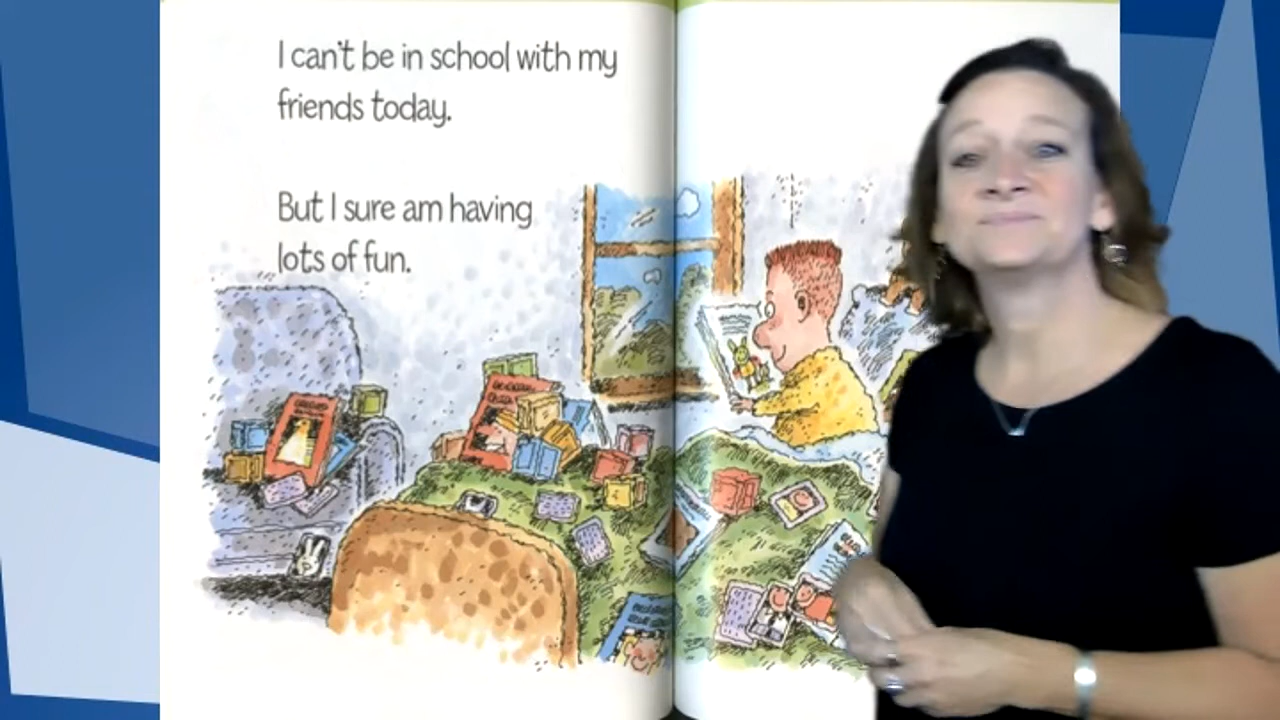 I can't be in school with my
friends today.
But I sure am having
lots of fun.